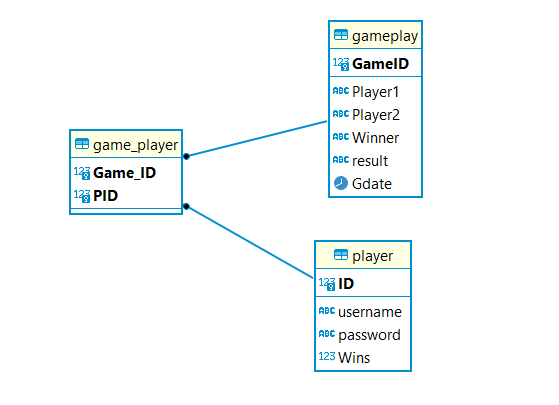 gameplay
123 GameID
ABC Player1
ABC Player2
ABC Winner
ABC result
Gdate
game_player
123 Game_ID
123 PID
player
123 ID
ABC username
ABC password
123 Wins